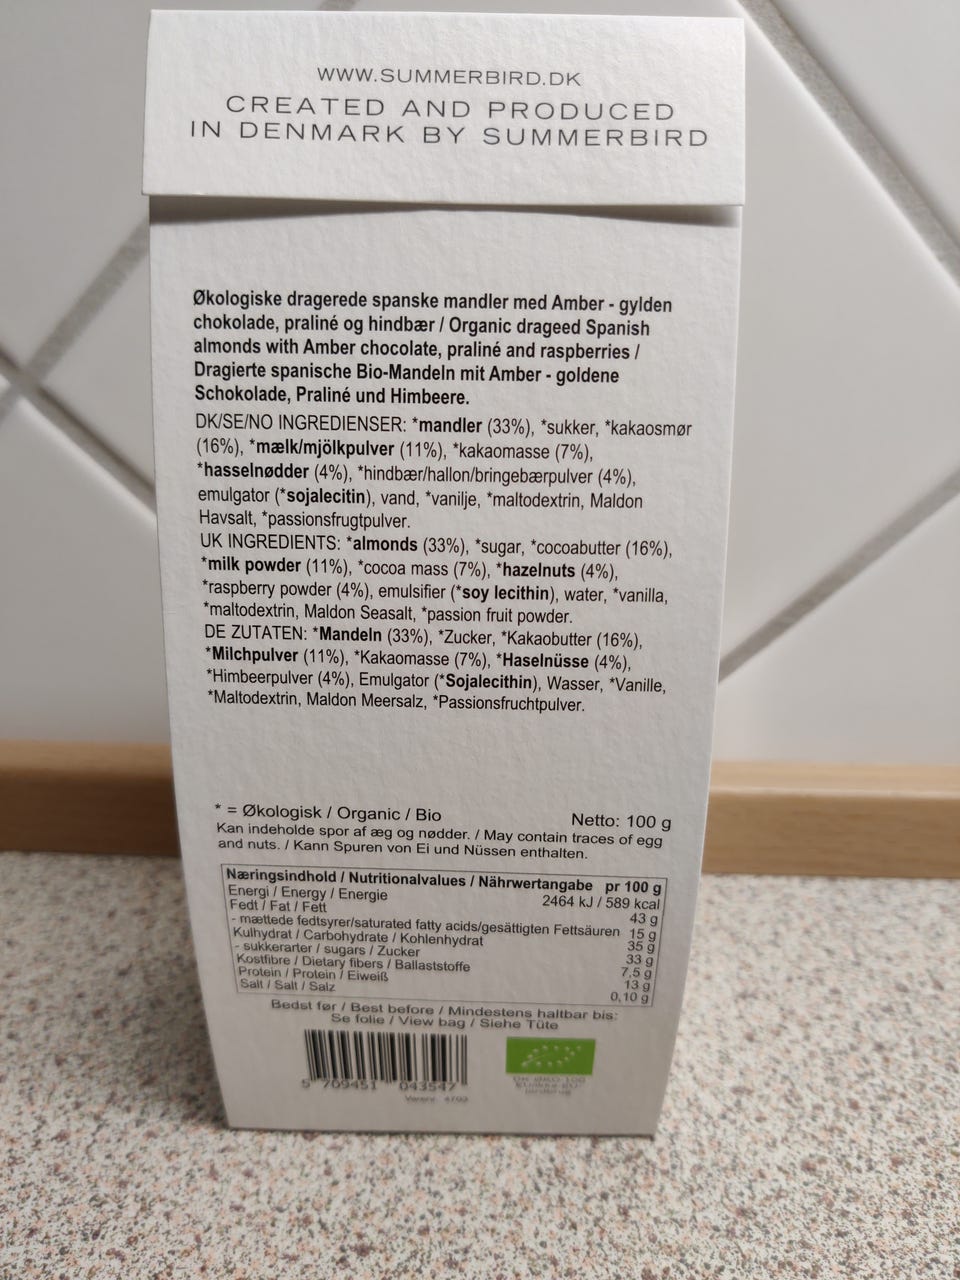 WWW.SUMMERBIRD.DK
CREATED AND PRODUCED
IN DENMARK BY SUMMERBIRD
Økologiske dragerede spanske mandler med Amber - gylden
chokolade, praliné og hindbær / Organic drageed Spanish
almonds with Amber chocolate, praliné and raspberries /
Dragierte spanische Bio-Mandeln mit Amber - goldene
Schokolade, Praliné und Himbeere.
DK/SE/NO INGREDIENSER: *mandler (33%), *sukker, *kakaosmør
(16%), *mælk/mjölkpulver (11%), *kakaomasse (7%),
*hasselnødder (4%), *hindbær/hallon/bringebærpulver (4%),
emulgator (*sojalecitin), vand, *vanilje, *maltodextrin, Maldon
Havsalt, *passionsfrugtpulver.
UK INGREDIENTS: *almonds (33%), *sugar, *cocoabutter (16%),
*milk powder (11%), *cocoa mass (7%), *hazelnuts (4%),
*raspberry powder (4%), emulsifier (*soy lecithin), water, *vanilla,
*maltodextrin, Maldon Seasalt, *passion fruit powder.
DE ZUTATEN: *Mandeln (33%), *Zucker, *Kakaobutter (16%),
*Milchpulver (11%), *Kakaomasse (7%), *Haselnüsse (4%),
*Himbeerpulver (4%), Emulgator (*Sojalecithin), Wasser, *Vanille,
*Maltodextrin, Maldon Meersalz, *Passionsfruchtpulver.
* = Økologisk / Organic / Bio Netto: 100 g
Kan indeholde spor af æg og nødder. / May contain traces of egg
and nuts. / Kann Spuren von Ei und Nüssen enthalten.
Næringsindhold / Nutritionalvalues / Nährwertangabe pr 100 g
Energi / Energy / Energie 2464 kJ / 589 kcal
Fedt / Fat / Fett 43 g
- mættede fedtsyrer/saturated fatty acids/gesättigten Fettsäuren 15 g
Kulhydrat / Carbohydrate / Kohlenhydrat 35 g
- sukkerarter / sugars / Zucker 33 g
Kostfibre / Dietary fibers / Ballaststoffe 7,5 g
Protein / Protein / Eiweiß 13 g
Salt / Salt / Salz 0,10 g
Bedst før / Best before / Mindestens haltbar bis:
Se folie / View bag / Siehe Tüte
5 709451 043547